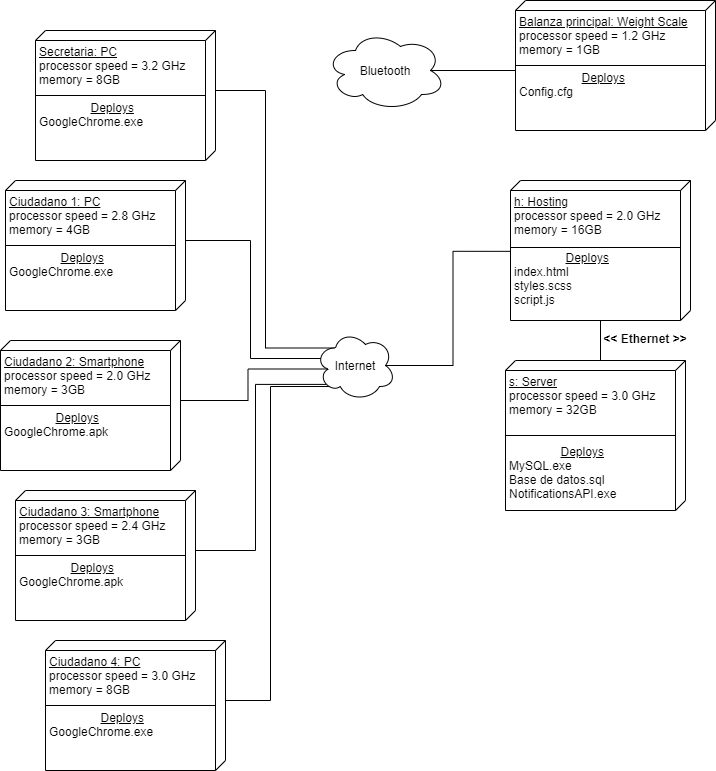 Secretaria: PC
processor speed = 3.2 GHz
memory = 8GB
Deploys
GoogleChrome.exe
Bluetooth
Balanza principal: Weight Scale
processor speed = 1.2 GHz
memory = 1GB
Deploys
Config.cfg
Ciudadano 1: PC
processor speed = 2.8 GHz
memory = 4GB
Deploys
GoogleChrome.exe
h: Hosting
processor speed = 2.0 GHz
memory = 16GB
Deploys
index.html
styles.scss
script.js
<< Ethernet >>
Internet
Ciudadano 2: Smartphone
processor speed = 2.0 GHz
memory = 3GB
Deploys
GoogleChrome.apk
s: Server
processor speed = 3.0 GHz
memory = 32GB
Deploys
MySQL.exe
Base de datos.sql
NotificationsAPI.exe
Ciudadano 3: Smartphone
processor speed = 2.4 GHz
memory = 3GB
Deploys
GoogleChrome.apk
Ciudadano 4: PC
processor speed = 3.0 GHz
memory = 8GB
Deploys
GoogleChrome.exe